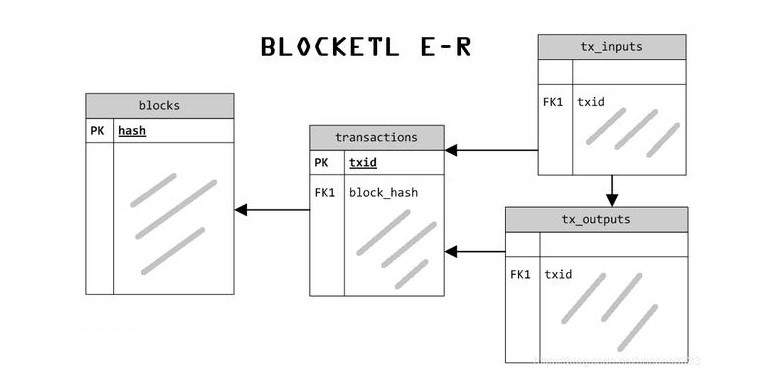 BLOCKETL E-R
blocks
PK hash
transactions
PK txid
FK1 block_hash
tx_inputs
FK1 txid
tx_outputs
FK1 txid